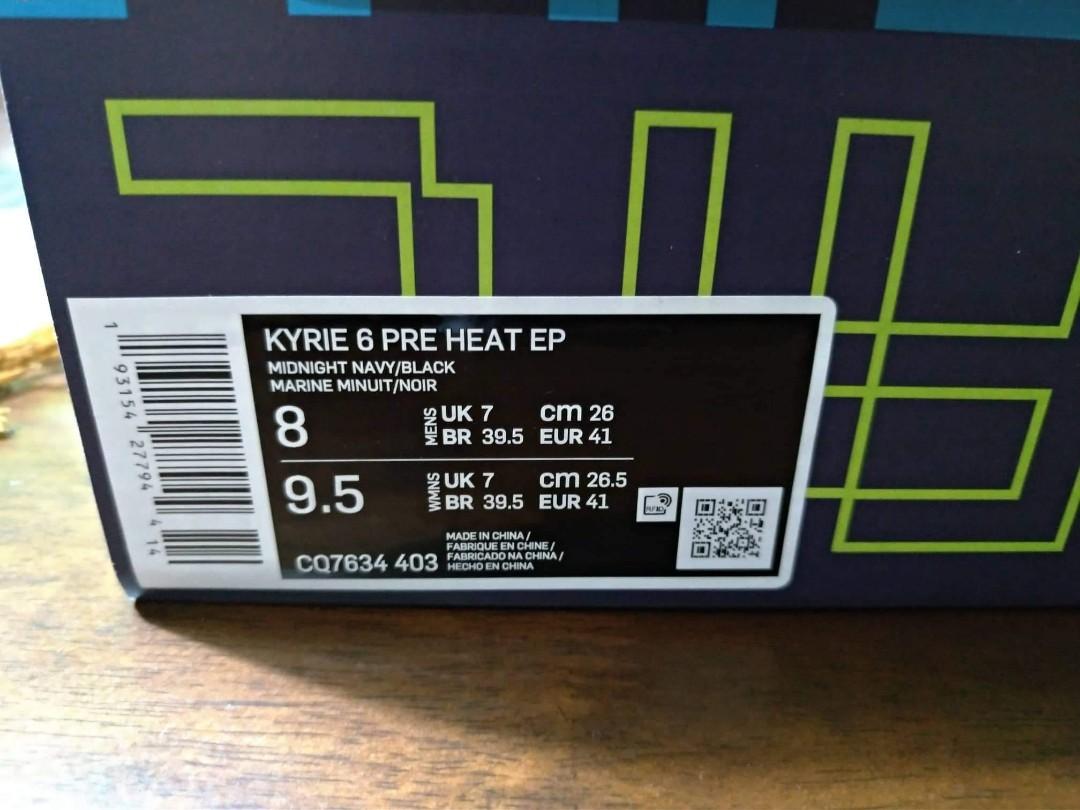 KYRIE 6 PRE HEAT EP
MIDNIGHT NAVY/BLACK
MARINE MINUIT/NOIR
8 MENS UK 7 cm 26
BR 39.5 EUR 41
9.5 WMNS UK 7 cm 26.5
BR 39.5 EUR 41
CQ7634 403
MADE IN CHINA /
FABRIQUE EN CHINE /
FABRICADO NA CHINA /
HECHO EN CHINA
RFID
1 93154 27794 4 14